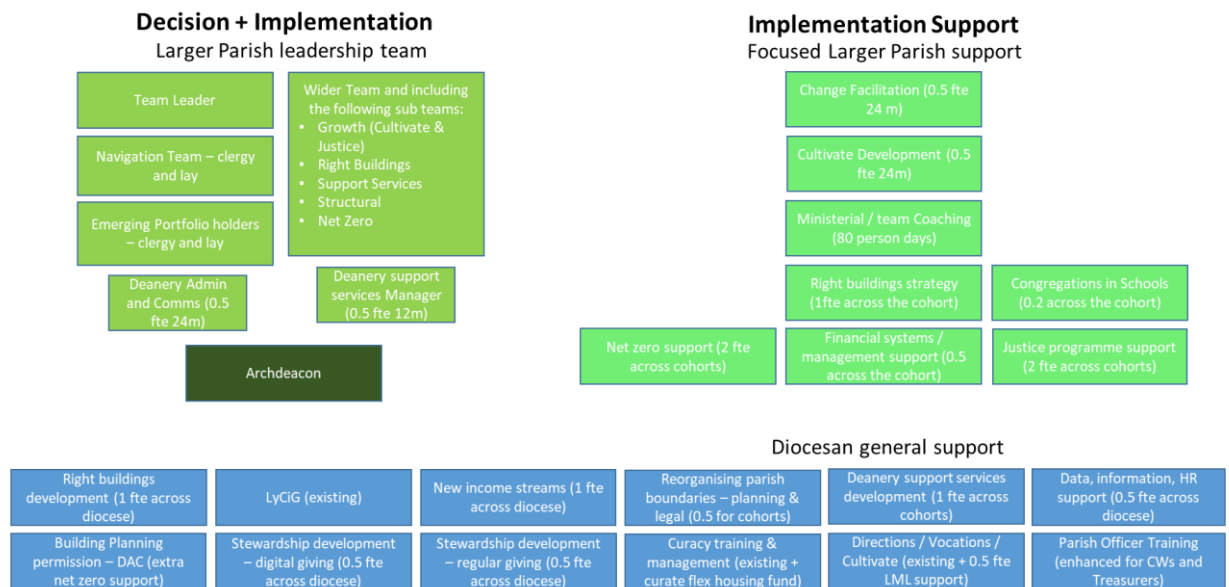 Decision + Implementation
Larger Parish leadership team
Team Leader
Navigation Team – clergy
and lay
Emerging Portfolio holders
– clergy and lay
Wider Team and including
the following sub teams:
• Growth (Cultivate &
Justice)
• Right Buildings
• Support Services
• Structural
• Net Zero
Deanery Admin
and Comms (0.5
fte 24m)
Deanery support
services Manager
(0.5 fte 12m)
Archdeacon
Implementation Support
Focused Larger Parish support
Change Facilitation (0.5 fte
24 m)
Cultivate Development (0.5
fte 24m)
Ministerial / team Coaching
(80 person days)
Right buildings strategy
(1fte across the cohort)
Congregations in Schools
(0.2 across the cohort)
Net zero support (2 fte
across cohorts)
Financial systems /
management support (0.5
across the cohort)
Justice programme support
(2 fte across cohorts)
Diocesan general support
Right buildings
development (1 fte across
diocese)
LyCiG (existing)
New income streams (1 fte
across diocese)
Reorganising parish
boundaries – planning &
legal (0.5 for cohorts)
Deanery support services
development (1 fte across
cohorts)
Data, information, HR
support (0.5 fte across
diocese)
Building Planning
permission – DAC (extra
net zero support)
Stewardship development
– digital giving (0.5 fte
across diocese)
Stewardship development
– regular giving (0.5 fte
across diocese)
Curacy training &
management (existing +
curate flex housing fund)
Directions / Vocations /
Cultivate (existing + 0.5 fte
LML support)
Parish Officer Training
(enhanced for CWs and
Treasurers)